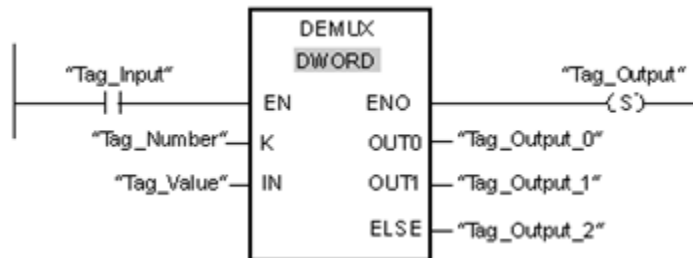 DEMUX
DWORD
"Tag_Input"
"Tag_Output"
EN ENO
(S)
"Tag_Number" K OUT0 "Tag_Output_0"
"Tag_Value" IN OUT1 "Tag_Output_1"
ELSE "Tag_Output_2"